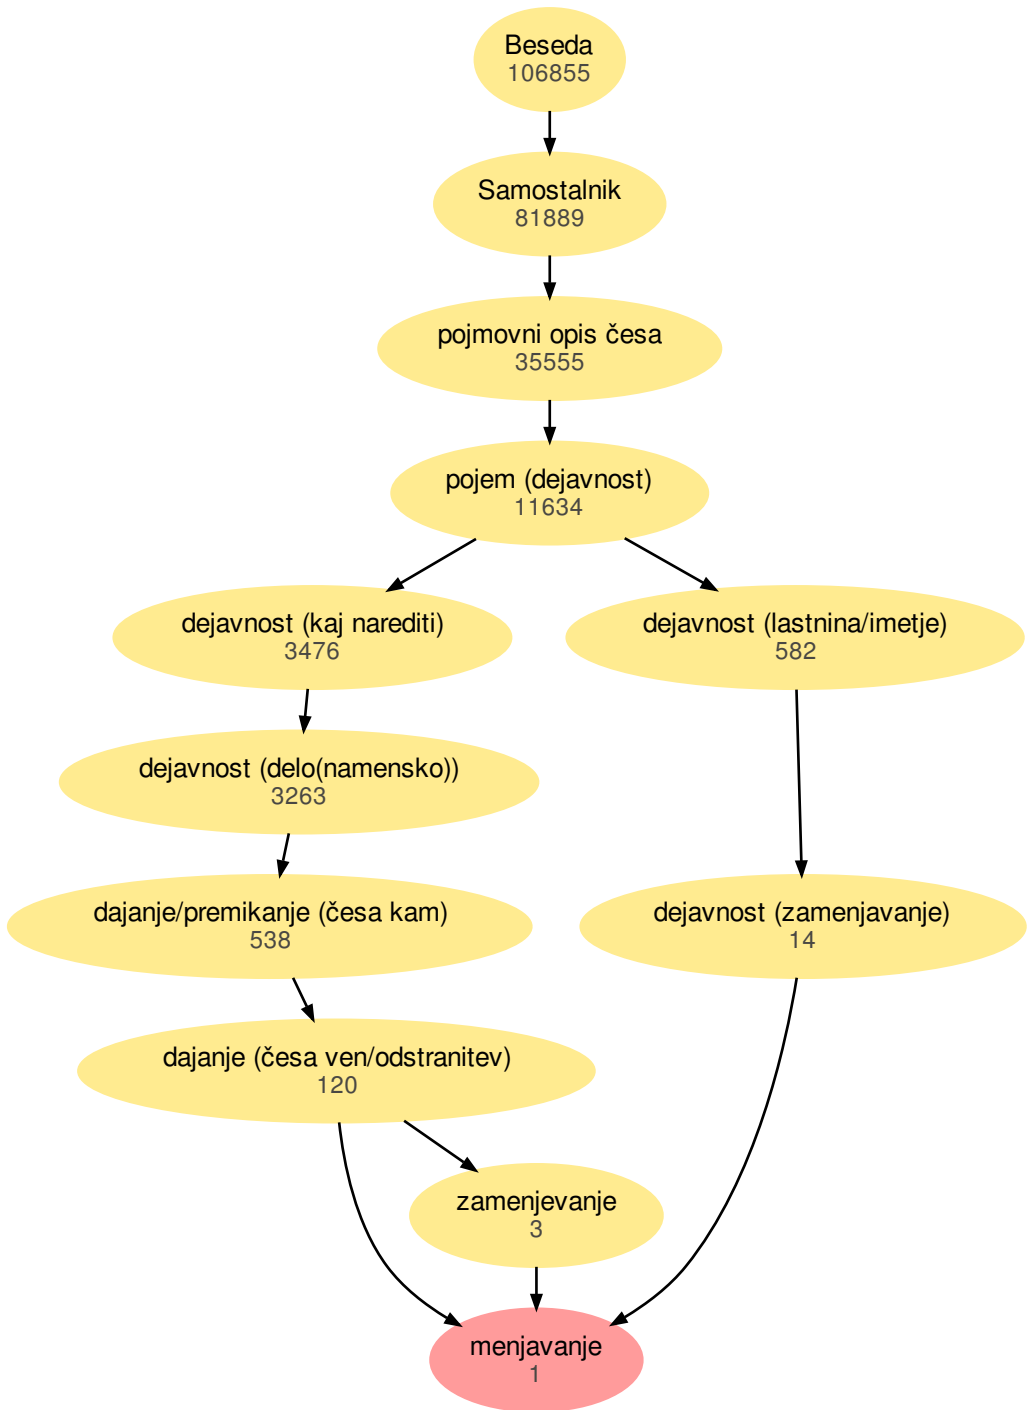 Beseda
106855
Samostalnik
81889
pojmovni opis česa
35555
pojem (dejavnost)
11634
dejavnost (kaj narediti)
3476
dejavnost (lastnina/imetje)
582
dejavnost (delo(namensko))
3263
dajanje/premikanje (česa kam)
538
dejavnost (zamenjavanje)
14
dajanje (česa ven/odstranitev)
120
zamenjevanje
3
menjavanje
1